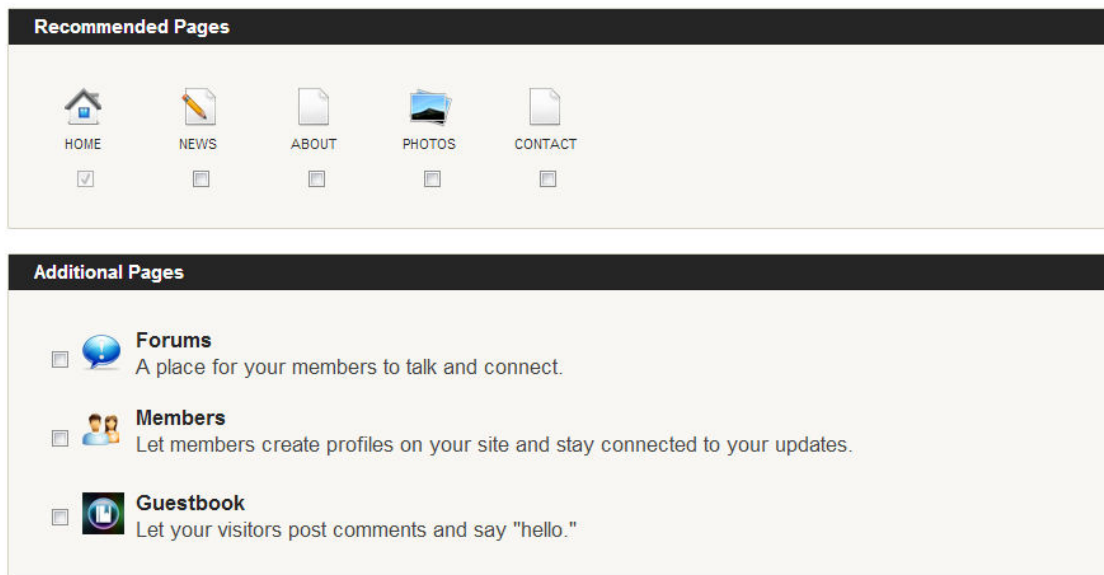 Recommended Pages
HOME NEWS ABOUT PHOTOS CONTACT
Additional Pages
Forums
A place for your members to talk and connect.
Members
Let members create profiles on your site and stay connected to your updates.
Guestbook
Let your visitors post comments and say "hello."